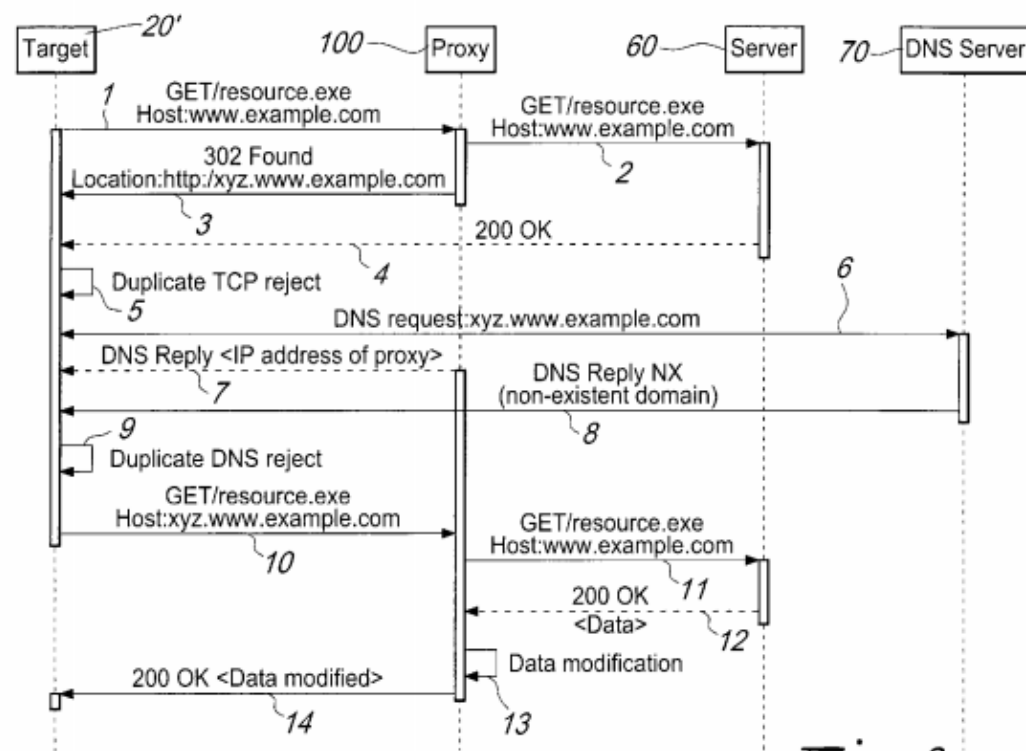 20' 100 60 70
Target Proxy Server DNS Server
1 GET/resource.exe
Host:www.example.com
GET/resource.exe
Host:www.example.com
2
302 Found
Location:http:/xyz.www.example.com
3
200 OK
4
Duplicate TCP reject
5
6
DNS request:xyz.www.example.com
DNS Reply <IP address of proxy>
7
DNS Reply NX
(non-existent domain)
8
9
Duplicate DNS reject
GET/resource.exe
Host:xyz.www.example.com
10
GET/resource.exe
Host:www.example.com
11
200 OK
<Data>
12
Data modification
13
200 OK <Data modified>
14